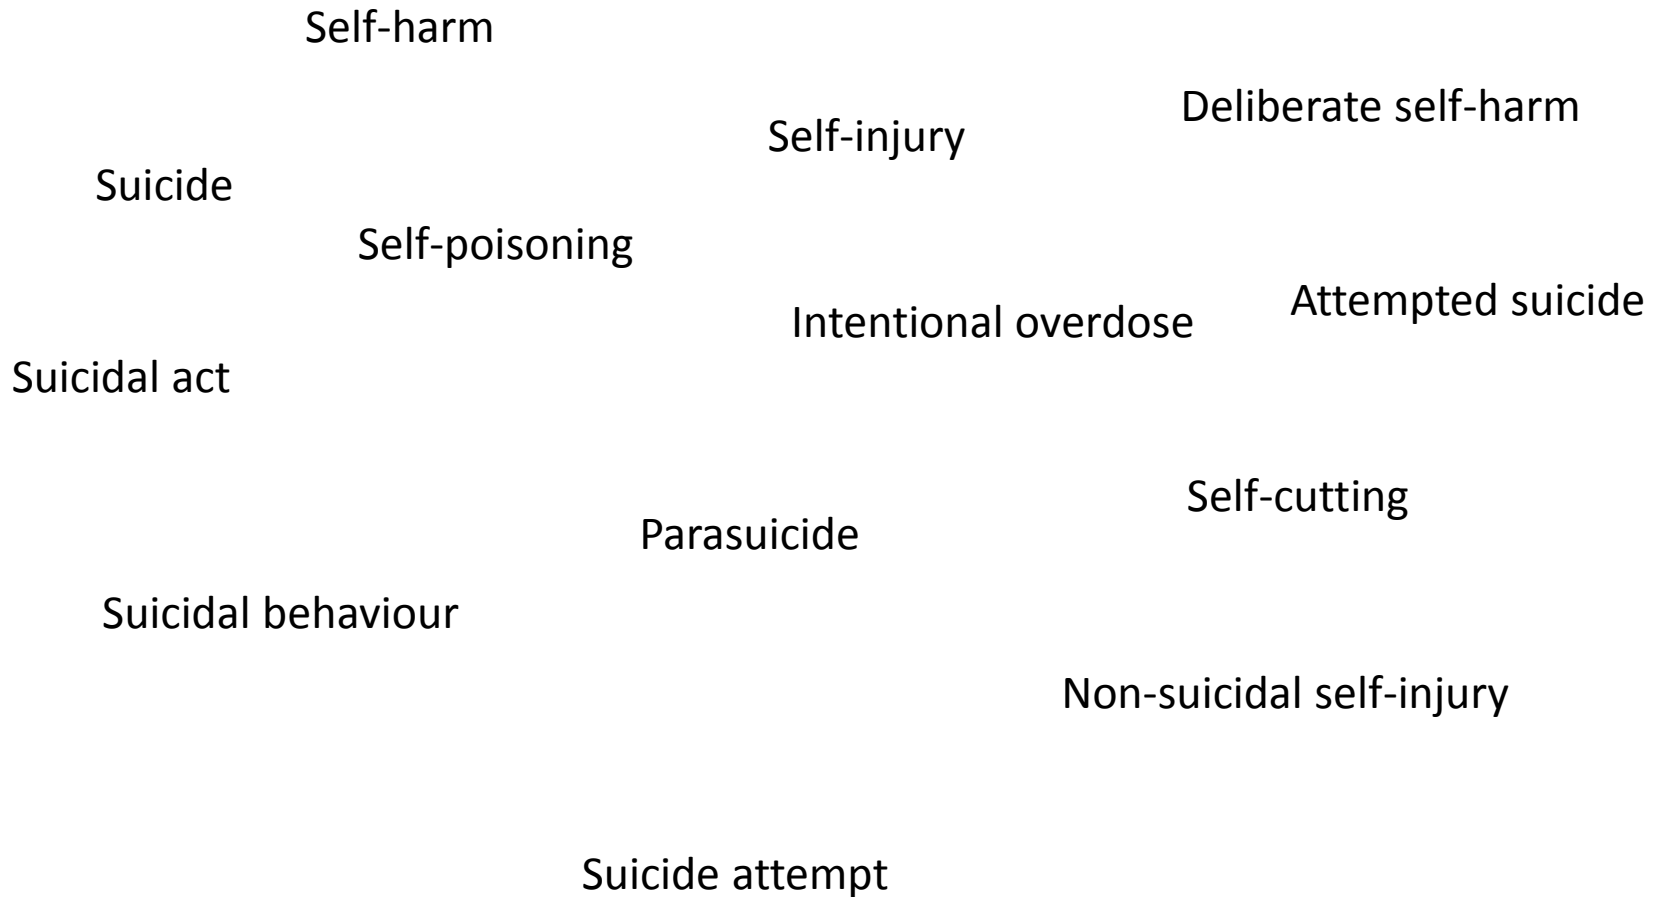 Self-harm
Deliberate self-harm
Self-injury
Suicide
Self-poisoning
Attempted suicide
Intentional overdose
Suicidal act
Self-cutting
Parasuicide
Suicidal behaviour
Non-suicidal self-injury
Suicide attempt